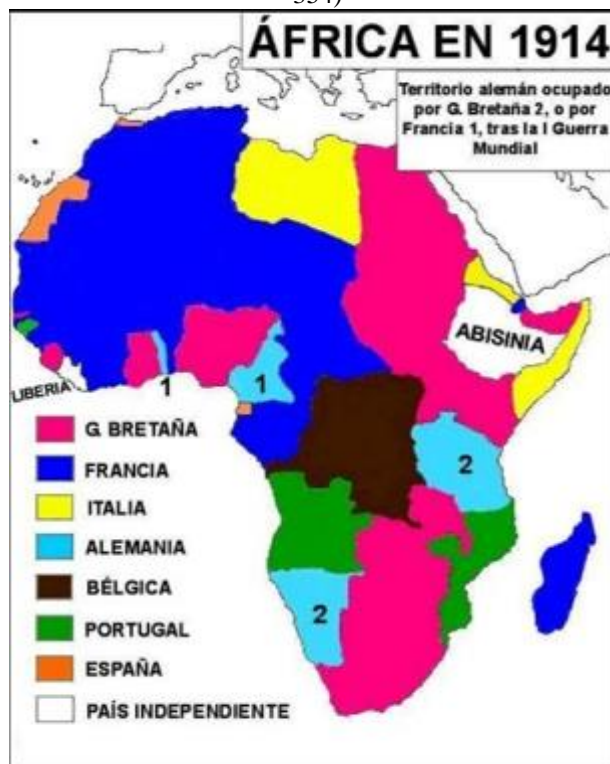 334)
ÁFRICA EN 1914
Territorio alemán ocupado
por G. Bretaña 2, o por
Francia 1, tras la I Guerra
Mundial
ABISINIA
LIBERIA
1
1
2
2
G. BRETAÑA
FRANCIA
ITALIA
ALEMANIA
BÉLGICA
PORTUGAL
ESPAÑA
PAÍS INDEPENDIENTE